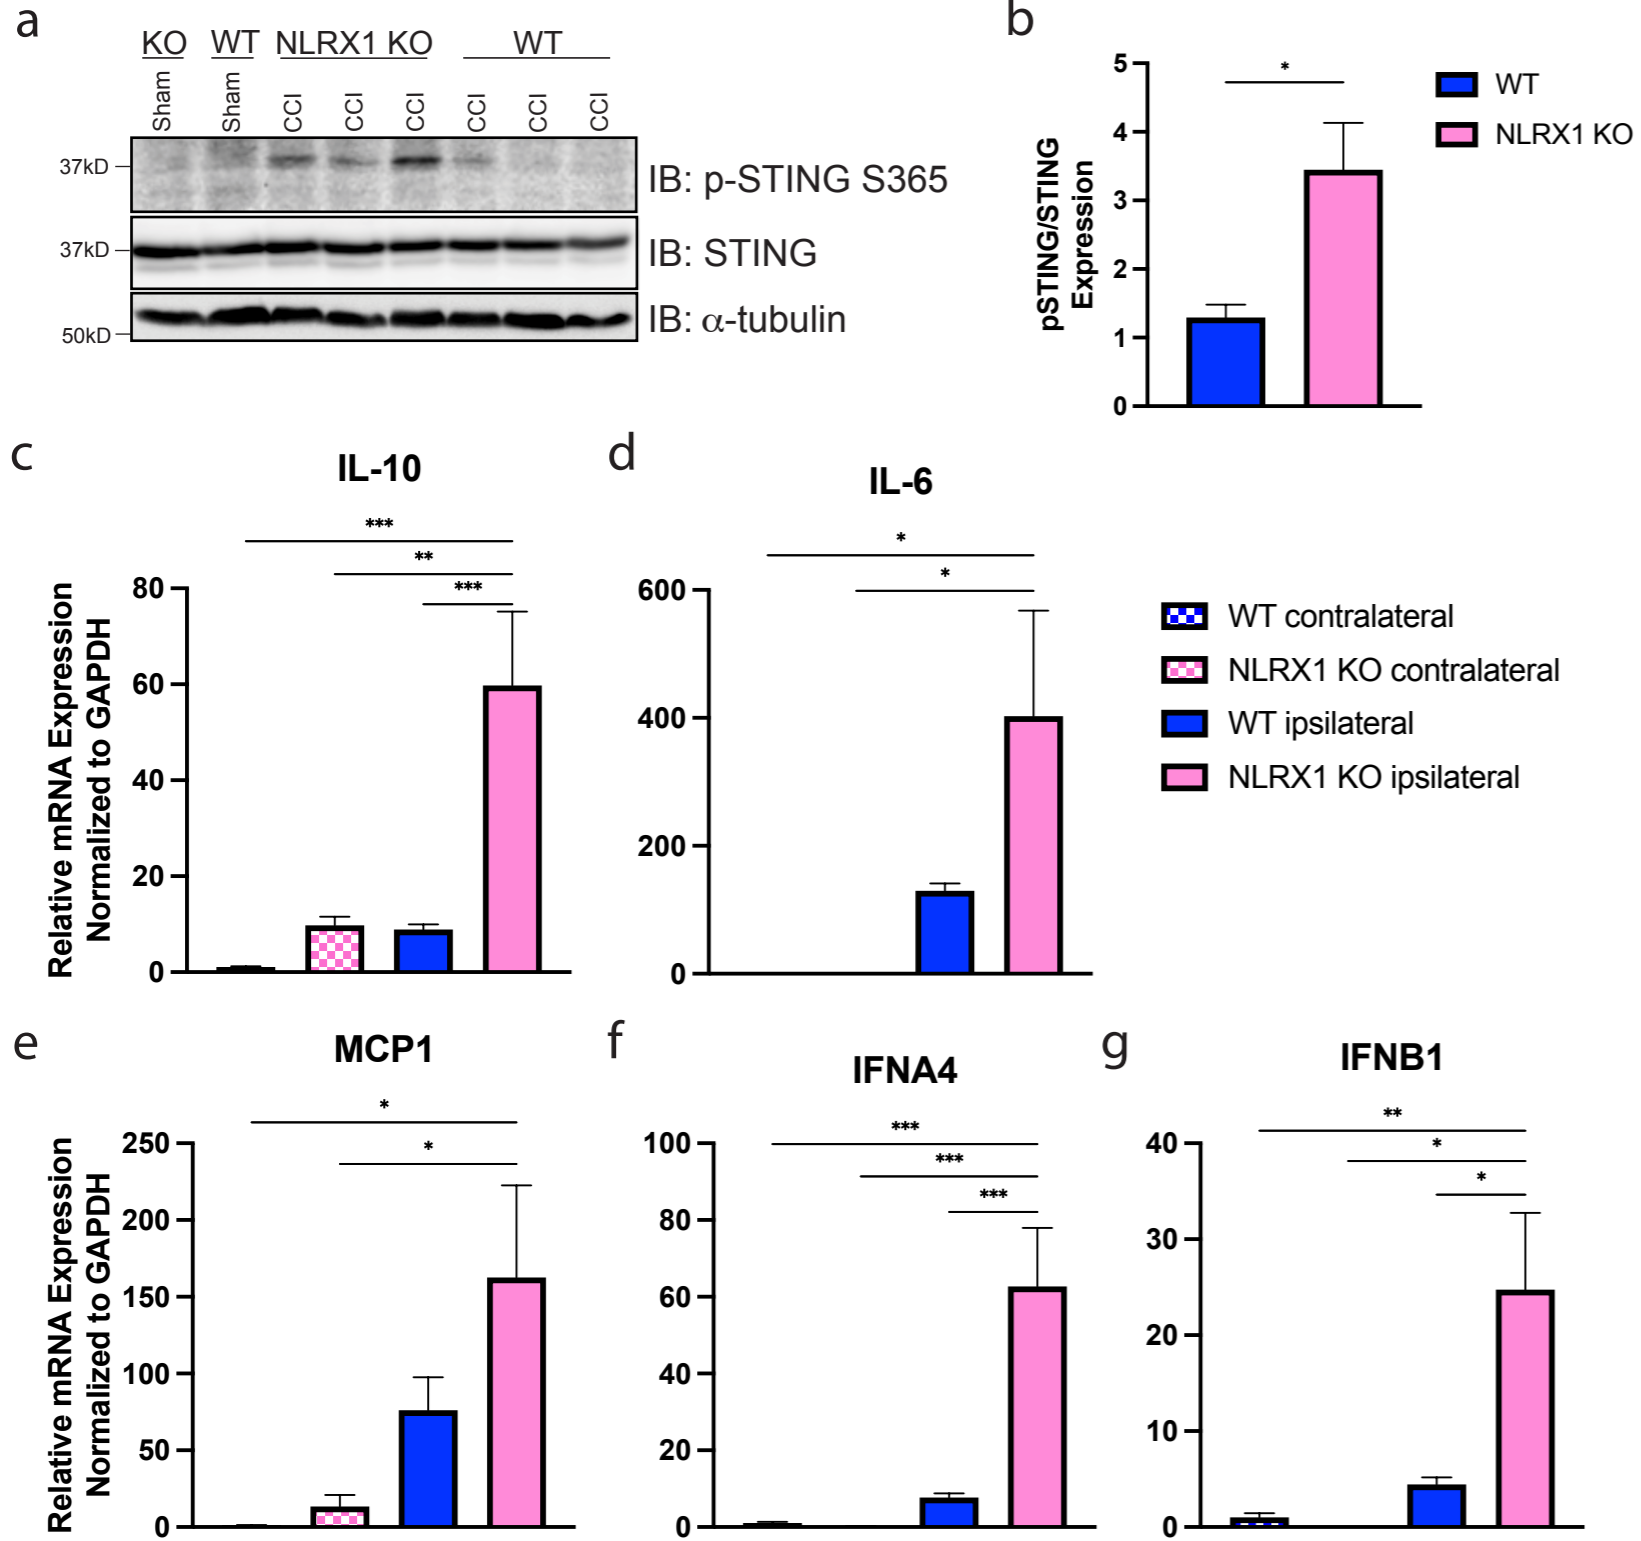 a
KO WT NLRX1 KO WT
Sham Sham CCI CCI CCI CCI CCI CCI
37kD
IB: p-STING S365
37kD
IB: STING
50kD
IB: α-tubulin
b
pSTING/STING
Expression
5
4
3
2
1
0
*
WT
NLRX1 KO
c
IL-10
Relative mRNA Expression
Normalized to GAPDH
***
**
***
80
60
40
20
0
d
IL-6
*
*
600
400
200
0
WT contralateral
NLRX1 KO contralateral
WT ipsilateral
NLRX1 KO ipsilateral
e
MCP1
Relative mRNA Expression
Normalized to GAPDH
*
*
250
200
150
100
50
0
f
IFNA4
***
***
***
100
80
60
40
20
0
g
IFNB1
**
*
*
40
30
20
10
0